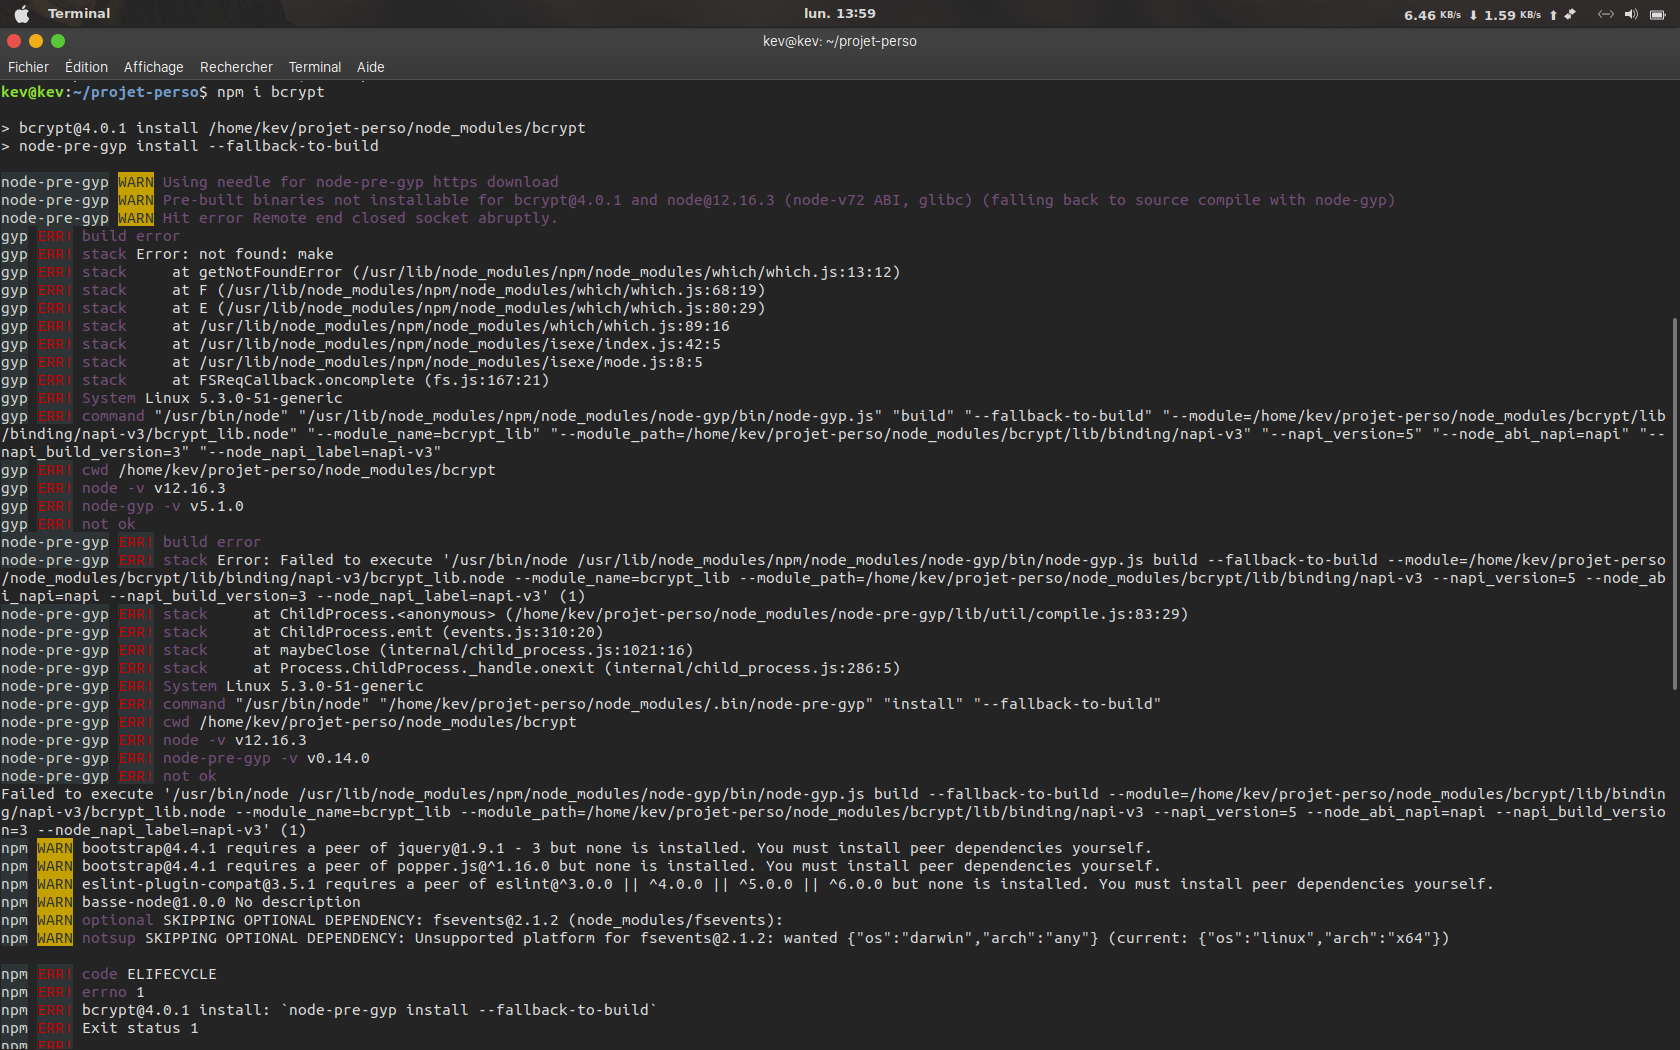 Terminal
lun. 13:59
6.46 KB/s ⬇ 1.59 KB/s ⬆
kev@kev: ~/projet-perso
Fichier Édition Affichage Rechercher Terminal Aide
kev@kev:~/projet-perso$ npm i bcrypt
> bcrypt@4.0.1 install /home/kev/projet-perso/node_modules/bcrypt
> node-pre-gyp install --fallback-to-build
node-pre-gyp WARN Using needle for node-pre-gyp https download
node-pre-gyp WARN Pre-built binaries not installable for bcrypt@4.0.1 and node@12.16.3 (node-v72 ABI, glibc) (falling back to source compile with node-gyp)
node-pre-gyp WARN Hit error Remote end closed socket abruptly.
gyp ERR! build error
gyp ERR! stack Error: not found: make
gyp ERR! stack     at getNotFoundError (/usr/lib/node_modules/npm/node_modules/which/which.js:13:12)
gyp ERR! stack     at F (/usr/lib/node_modules/npm/node_modules/which/which.js:68:19)
gyp ERR! stack     at E (/usr/lib/node_modules/npm/node_modules/which/which.js:80:29)
gyp ERR! stack     at /usr/lib/node_modules/npm/node_modules/which/which.js:89:16
gyp ERR! stack     at /usr/lib/node_modules/npm/node_modules/isexe/index.js:42:5
gyp ERR! stack     at /usr/lib/node_modules/npm/node_modules/isexe/mode.js:8:5
gyp ERR! stack     at FSReqCallback.oncomplete (fs.js:167:21)
gyp ERR! System Linux 5.3.0-51-generic
gyp ERR! command "/usr/bin/node" "/usr/lib/node_modules/npm/node_modules/node-gyp/bin/node-gyp.js" "build" "--fallback-to-build" "--module=/home/kev/projet-perso/node_modules/bcrypt/lib
/binding/napi-v3/bcrypt_lib.node" "--module_name=bcrypt_lib" "--module_path=/home/kev/projet-perso/node_modules/bcrypt/lib/binding/napi-v3" "--napi_version=5" "--node_abi_napi=napi" "--
napi_build_version=3" "--node_napi_label=napi-v3"
gyp ERR! cwd /home/kev/projet-perso/node_modules/bcrypt
gyp ERR! node -v v12.16.3
gyp ERR! node-gyp -v v5.1.0
gyp ERR! not ok
node-pre-gyp ERR! build error
node-pre-gyp ERR! stack Error: Failed to execute '/usr/bin/node /usr/lib/node_modules/npm/node_modules/node-gyp/bin/node-gyp.js build --fallback-to-build --module=/home/kev/projet-perso
/node_modules/bcrypt/lib/binding/napi-v3/bcrypt_lib.node --module_name=bcrypt_lib --module_path=/home/kev/projet-perso/node_modules/bcrypt/lib/binding/napi-v3 --napi_version=5 --node_ab
i_napi=napi --napi_build_version=3 --node_napi_label=napi-v3' (1)
node-pre-gyp ERR! stack     at ChildProcess.<anonymous> (/home/kev/projet-perso/node_modules/node-pre-gyp/lib/util/compile.js:83:29)
node-pre-gyp ERR! stack     at ChildProcess.emit (events.js:310:20)
node-pre-gyp ERR! stack     at maybeClose (internal/child_process.js:1021:16)
node-pre-gyp ERR! stack     at Process.ChildProcess._handle.onexit (internal/child_process.js:286:5)
node-pre-gyp ERR! System Linux 5.3.0-51-generic
node-pre-gyp ERR! command "/usr/bin/node" "/home/kev/projet-perso/node_modules/.bin/node-pre-gyp" "install" "--fallback-to-build"
node-pre-gyp ERR! cwd /home/kev/projet-perso/node_modules/bcrypt
node-pre-gyp ERR! node -v v12.16.3
node-pre-gyp ERR! node-pre-gyp -v v0.14.0
node-pre-gyp ERR! not ok
Failed to execute '/usr/bin/node /usr/lib/node_modules/npm/node_modules/node-gyp/bin/node-gyp.js build --fallback-to-build --module=/home/kev/projet-perso/node_modules/bcrypt/lib/bindin
g/napi-v3/bcrypt_lib.node --module_name=bcrypt_lib --module_path=/home/kev/projet-perso/node_modules/bcrypt/lib/binding/napi-v3 --napi_version=5 --node_abi_napi=napi --napi_build_versio
n=3 --node_napi_label=napi-v3' (1)
npm WARN bootstrap@4.4.1 requires a peer of jquery@1.9.1 - 3 but none is installed. You must install peer dependencies yourself.
npm WARN bootstrap@4.4.1 requires a peer of popper.js@^1.16.0 but none is installed. You must install peer dependencies yourself.
npm WARN eslint-plugin-compat@3.5.1 requires a peer of eslint@^3.0.0 || ^4.0.0 || ^5.0.0 || ^6.0.0 but none is installed. You must install peer dependencies yourself.
npm WARN basse-node@1.0.0 No description
npm WARN optional SKIPPING OPTIONAL DEPENDENCY: fsevents@2.1.2 (node_modules/fsevents):
npm WARN notsup SKIPPING OPTIONAL DEPENDENCY: Unsupported platform for fsevents@2.1.2: wanted {"os":"darwin","arch":"any"} (current: {"os":"linux","arch":"x64"})
npm ERR! code ELIFECYCLE
npm ERR! errno 1
npm ERR! bcrypt@4.0.1 install: `node-pre-gyp install --fallback-to-build`
npm ERR! Exit status 1
npm ERR!